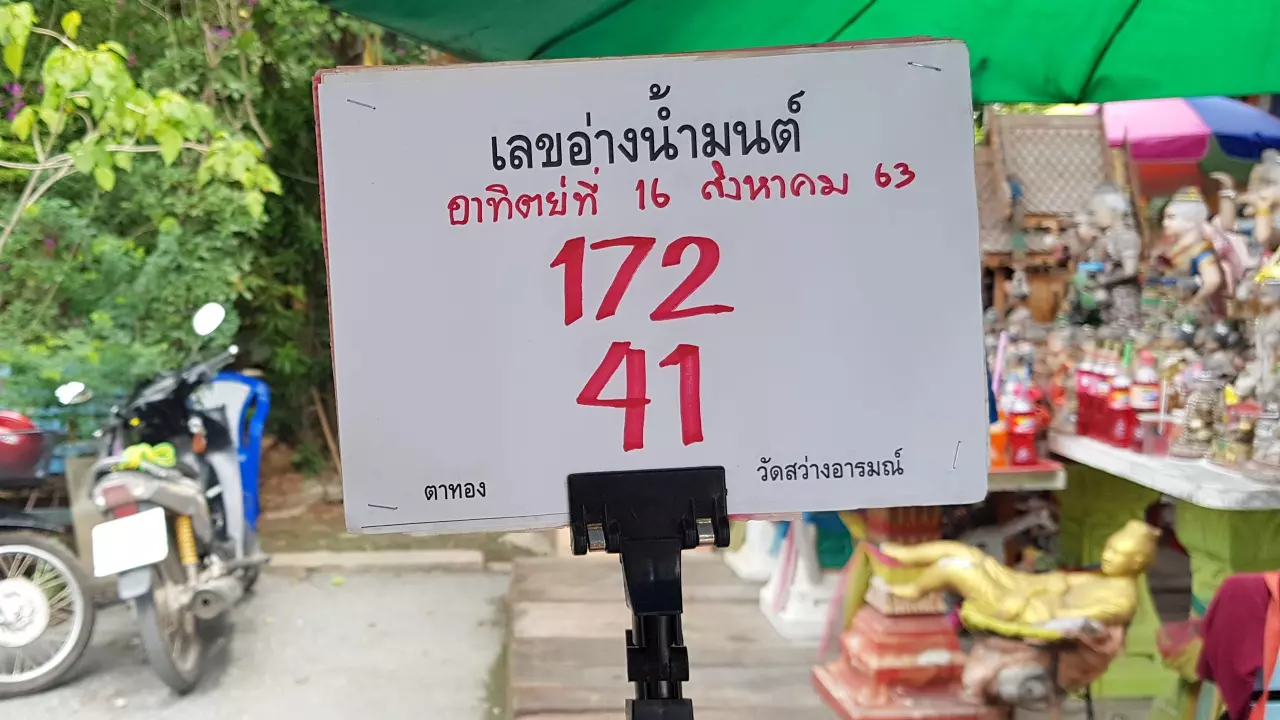 เลขอ่างน้ำมนต์
อาทิตย์ที่ 16 สิงหาคม 63
172
41
ตาทอง
วัดสว่างอารมณ์